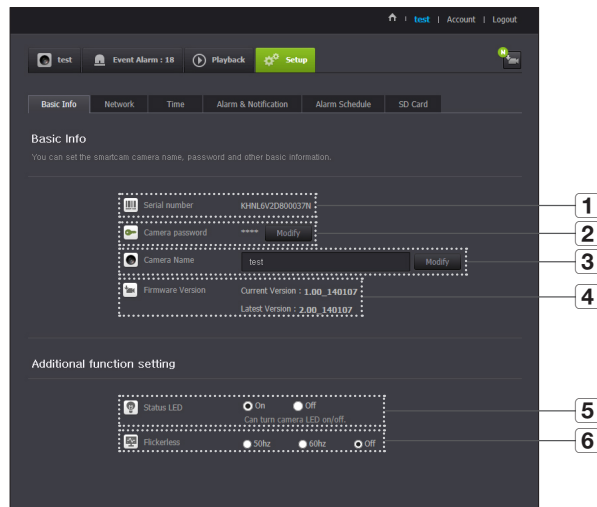 test | Account | Logout
test Event Alarm : 18 Playback Setup M
Basic Info Network Time Alarm & Notification Alarm Schedule SD Card
Basic Info
You can set the smartcam camera name, password and other basic information.
Serial number KHNL6V2D800037N 1
Camera password **** Modify 2
Camera Name test Modify 3
Firmware Version Current Version : 1.00_140107 4
Latest Version : 2.00_140107
Additional function setting
Status LED On Off 5
Can turn camera LED on/off.
Flickerless 50hz 60hz Off 6